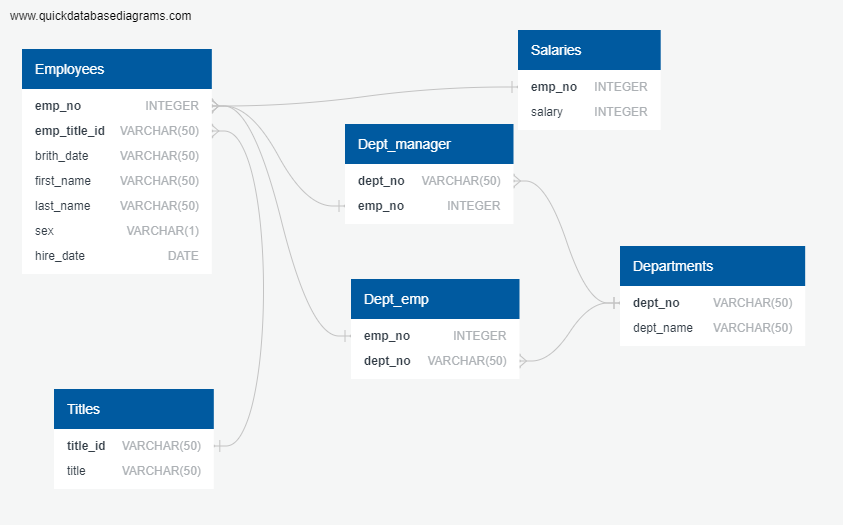 www.quickdatabasediagrams.com
Employees
emp_no INTEGER
emp_title_id VARCHAR(50)
brith_date VARCHAR(50)
first_name VARCHAR(50)
last_name VARCHAR(50)
sex VARCHAR(1)
hire_date DATE
Salaries
emp_no INTEGER
salary INTEGER
Dept_manager
dept_no VARCHAR(50)
emp_no INTEGER
Departments
dept_no VARCHAR(50)
dept_name VARCHAR(50)
Dept_emp
emp_no INTEGER
dept_no VARCHAR(50)
Titles
title_id VARCHAR(50)
title VARCHAR(50)